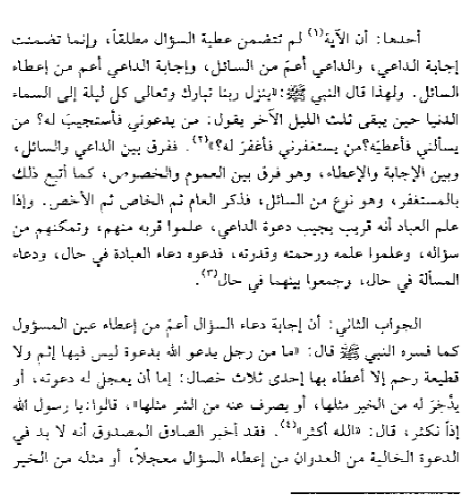 أحدها: أن الآية(١) لم تتضمن عطية السؤال مطلقاً، وإنما تضمنت
إجابة الداعي، والداعي أعم من السائل، وإجابة الداعي أعم من إعطاء
السائل. ولهذا قال النبي ﷺ: «ينزل ربنا تبارك وتعالى كل ليلة إلى السماء
الدنيا حين يبقى ثلث الليل الآخر يقول: من يدعوني فأستجيبَ له؟ من
يسألني فأعطيَه؟ من يستغفرني فأغفرَ له؟»(٢). ففرق بين الداعي والسائل،
وبين الإجابة والإعطاء، وهو فرق بين العموم والخصوص، كما أتبع ذلك
بالمستغفر، وهو نوع من السائل، فذكر العام ثم الخاص ثم الأخص. وإذا
علم العباد أنه قريب يجيب دعوة الداعي، علموا قربه منهم، وتمكنهم من
سؤاله، وعلموا علمه ورحمته وقدرته، فدعوه دعاء العبادة في حال، ودعاء
المسألة في حال، وجمعوا بينهما في حال(٣).
الجواب الثاني: أن إجابة دعاء السؤال أعمّ من إعطاء عين المسؤول
كما فسره النبي ﷺ قال: «ما من رجل يدعو الله بدعوة ليس فيها إثم ولا
قطيعة رحم إلا أعطاه بها إحدى ثلاث خصال: إما أن يعجل له دعوته، أو
يدَّخِرَ له من الخير مثلها، أو يصرف عنه من الشر مثلها»، قالوا: يا رسول الله
إذاً نكثر، قال: «الله أكثر»(٤). فقد أخبر الصادق المصدوق أنه لا بد في
الدعوة الخالية من العدوان من إعطاء السؤال معجلاً، أو مثله من الخير